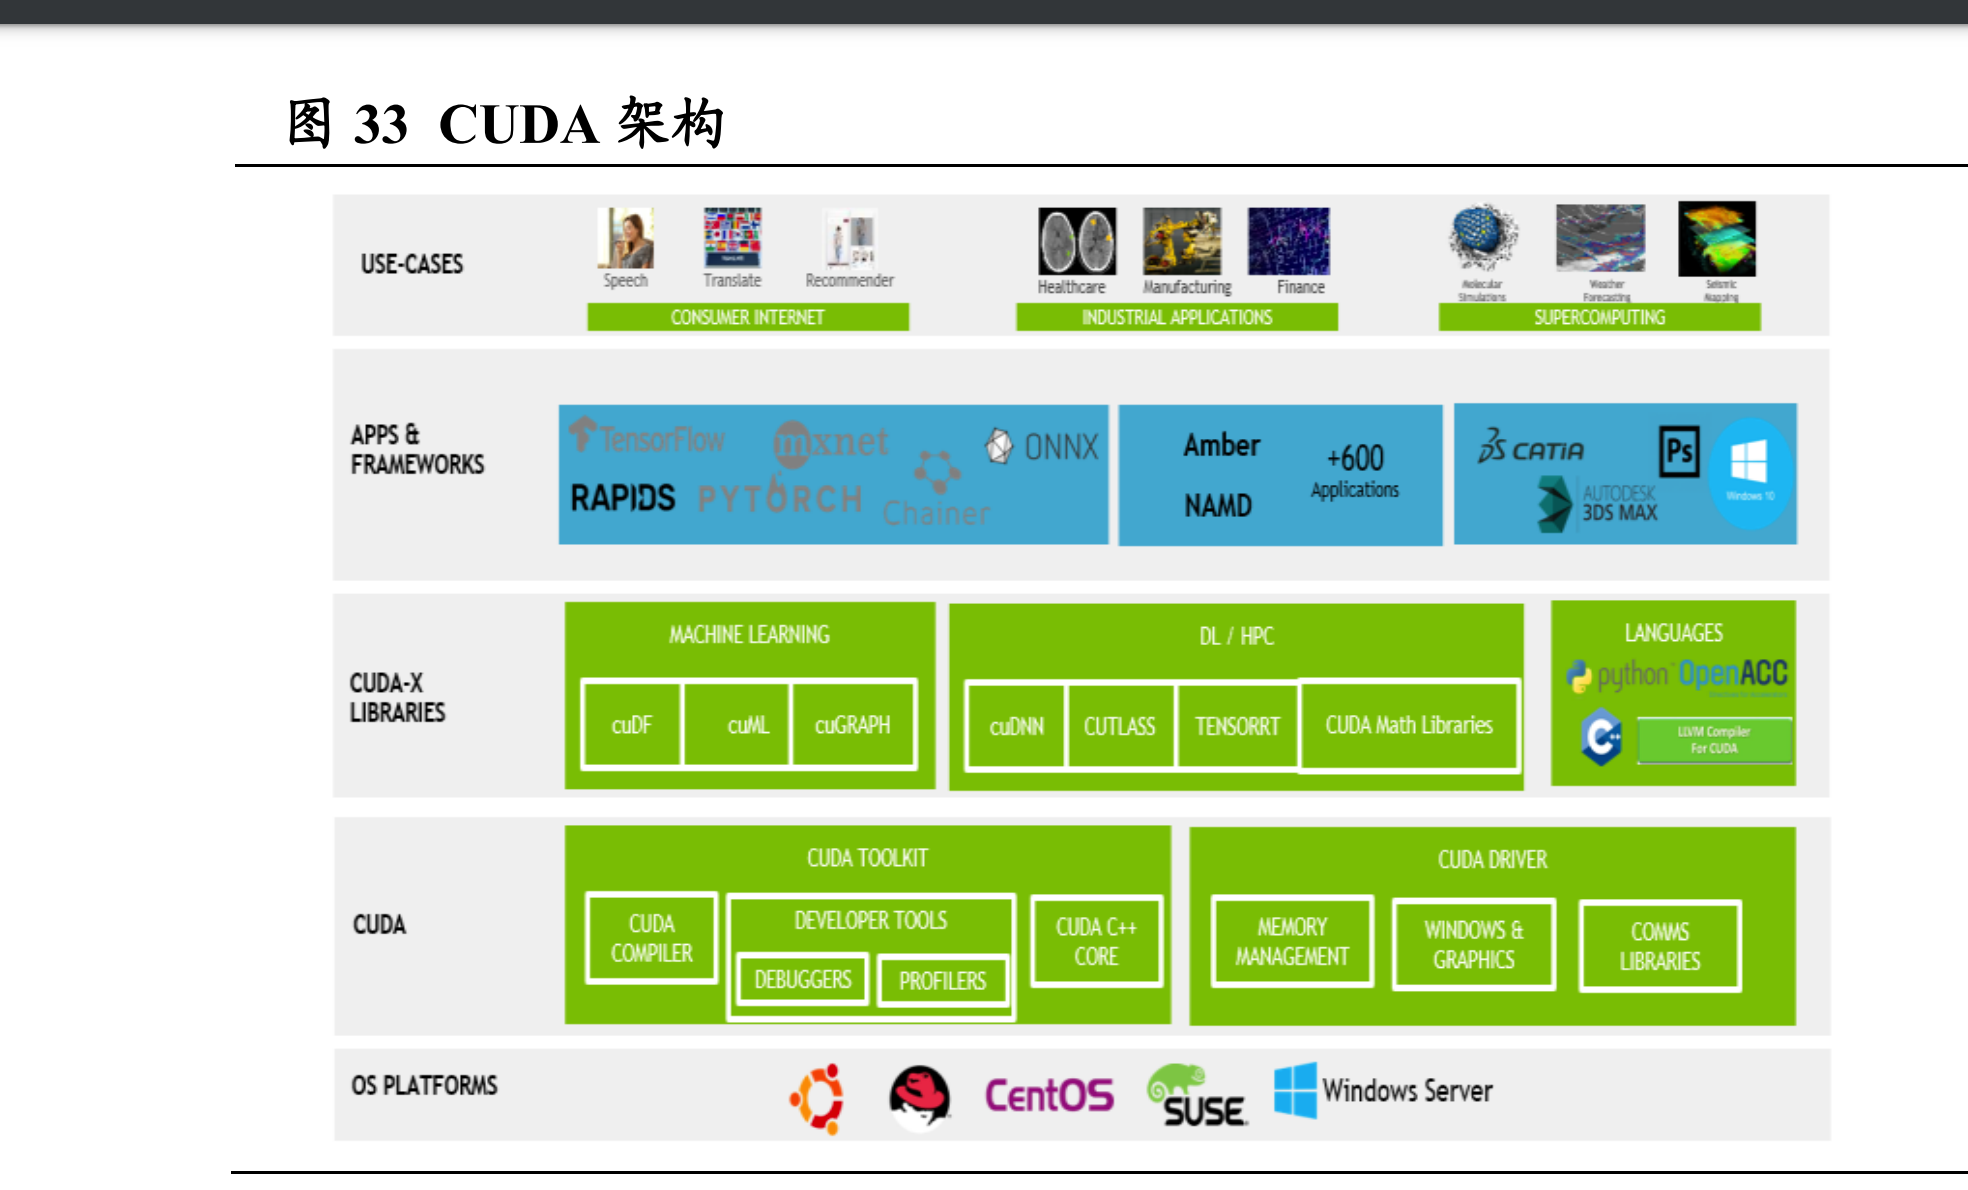 图 33 CUDA 架构
USE-CASES
Speech
Translate
Recommender
CONSUMER INTERNET
Healthcare
Manufacturing
Finance
INDUSTRIAL APPLICATIONS
Molecular
Simulations
Weather
Forecasting
Seismic
Mapping
SUPERCOMPUTING
APPS &
FRAMEWORKS
TensorFlow
mxnet
ONNX
RAPIDS
PYTORCH
Chainer
Amber
NAMD
+600
Applications
3DS CATIA
Ps
AUTODESK
3DS MAX
Windows 10
CUDA-X
LIBRARIES
MACHINE LEARNING
cuDF
cuML
cuGRAPH
DL / HPC
cuDNN
CUTLASS
TENSORRT
CUDA Math Libraries
LANGUAGES
python
OpenACC
C++
LLVM Compiler
For CUDA
CUDA
CUDA TOOLKIT
CUDA
COMPILER
DEVELOPER TOOLS
DEBUGGERS
PROFILERS
CUDA C++
CORE
CUDA DRIVER
MEMORY
MANAGEMENT
WINDOWS &
GRAPHICS
COMMS
LIBRARIES
OS PLATFORMS
CentOS
SUSE
Windows Server